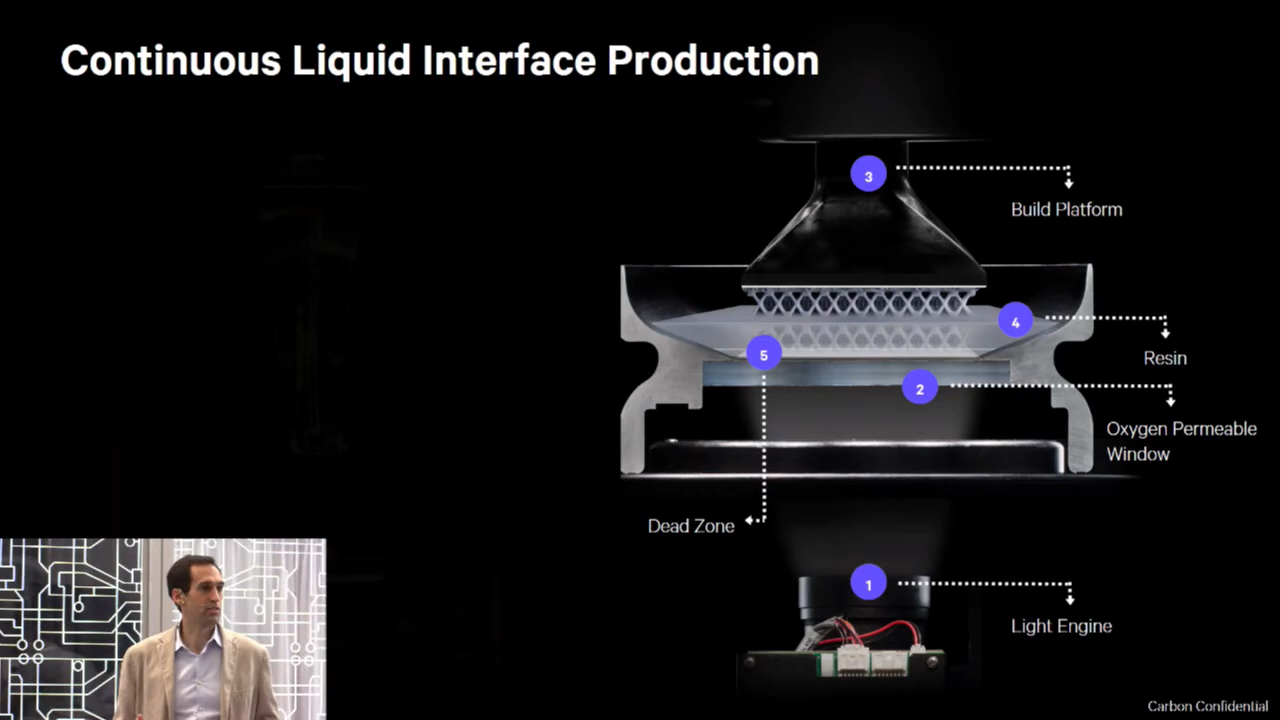 Continuous Liquid Interface Production
3
Build Platform
4
Resin
5
2
Oxygen Permeable
Window
Dead Zone
1
Light Engine
Carbon Confidential